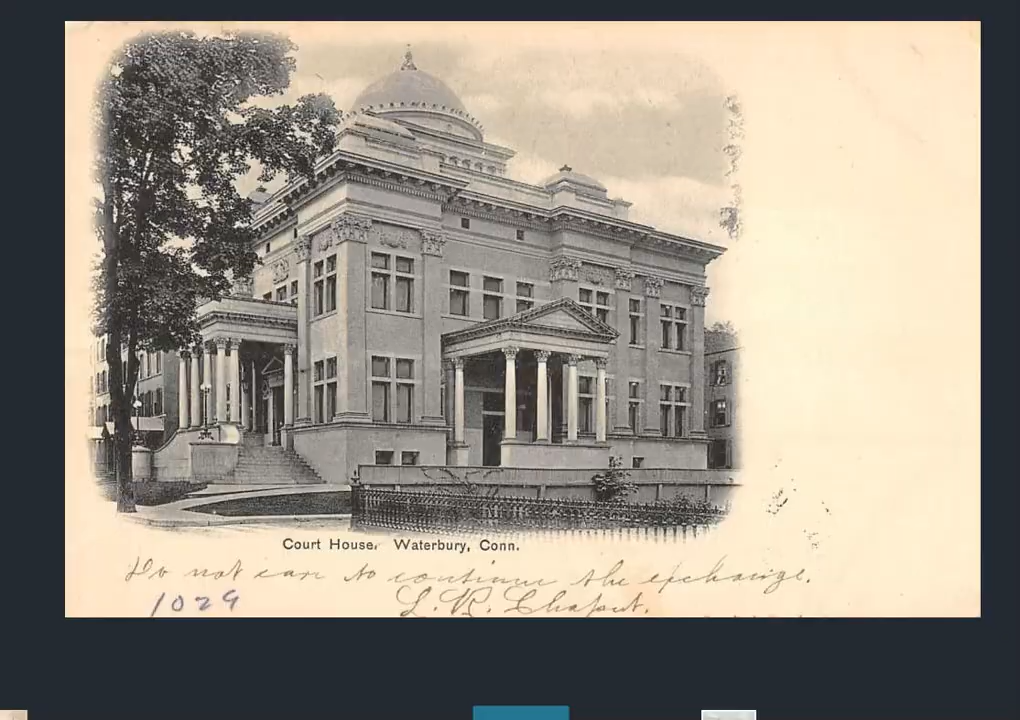 Court House. Waterbury, Conn.
Do not care to continue the exchange.
1029
L. R.